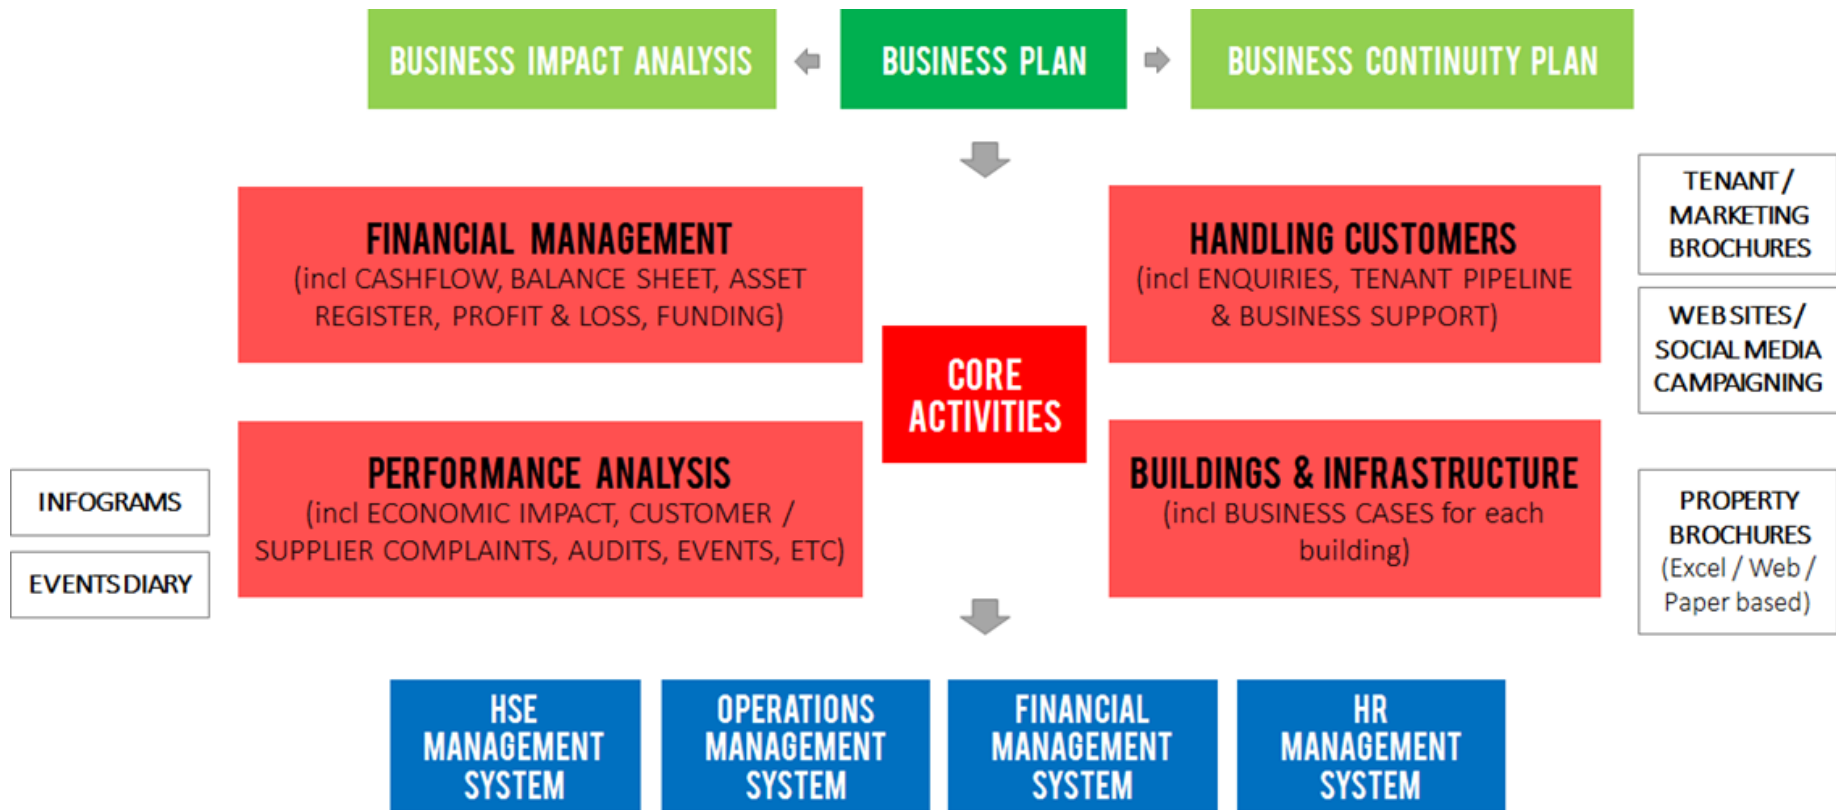 BUSINESS IMPACT ANALYSIS
BUSINESS PLAN
BUSINESS CONTINUITY PLAN
FINANCIAL MANAGEMENT
(incl CASHFLOW, BALANCE SHEET, ASSET
REGISTER, PROFIT & LOSS, FUNDING)
HANDLING CUSTOMERS
(incl ENQUIRIES, TENANT PIPELINE
& BUSINESS SUPPORT)
TENANT /
MARKETING
BROCHURES
WEB SITES /
SOCIAL MEDIA
CAMPAIGNING
CORE
ACTIVITIES
INFOGRAMS
EVENTS DIARY
PERFORMANCE ANALYSIS
(incl ECONOMIC IMPACT, CUSTOMER /
SUPPLIER COMPLAINTS, AUDITS, EVENTS, ETC)
BUILDINGS & INFRASTRUCTURE
(incl BUSINESS CASES for each
building)
PROPERTY
BROCHURES
(Excel / Web /
Paper based)
HSE
MANAGEMENT
SYSTEM
OPERATIONS
MANAGEMENT
SYSTEM
FINANCIAL
MANAGEMENT
SYSTEM
HR
MANAGEMENT
SYSTEM